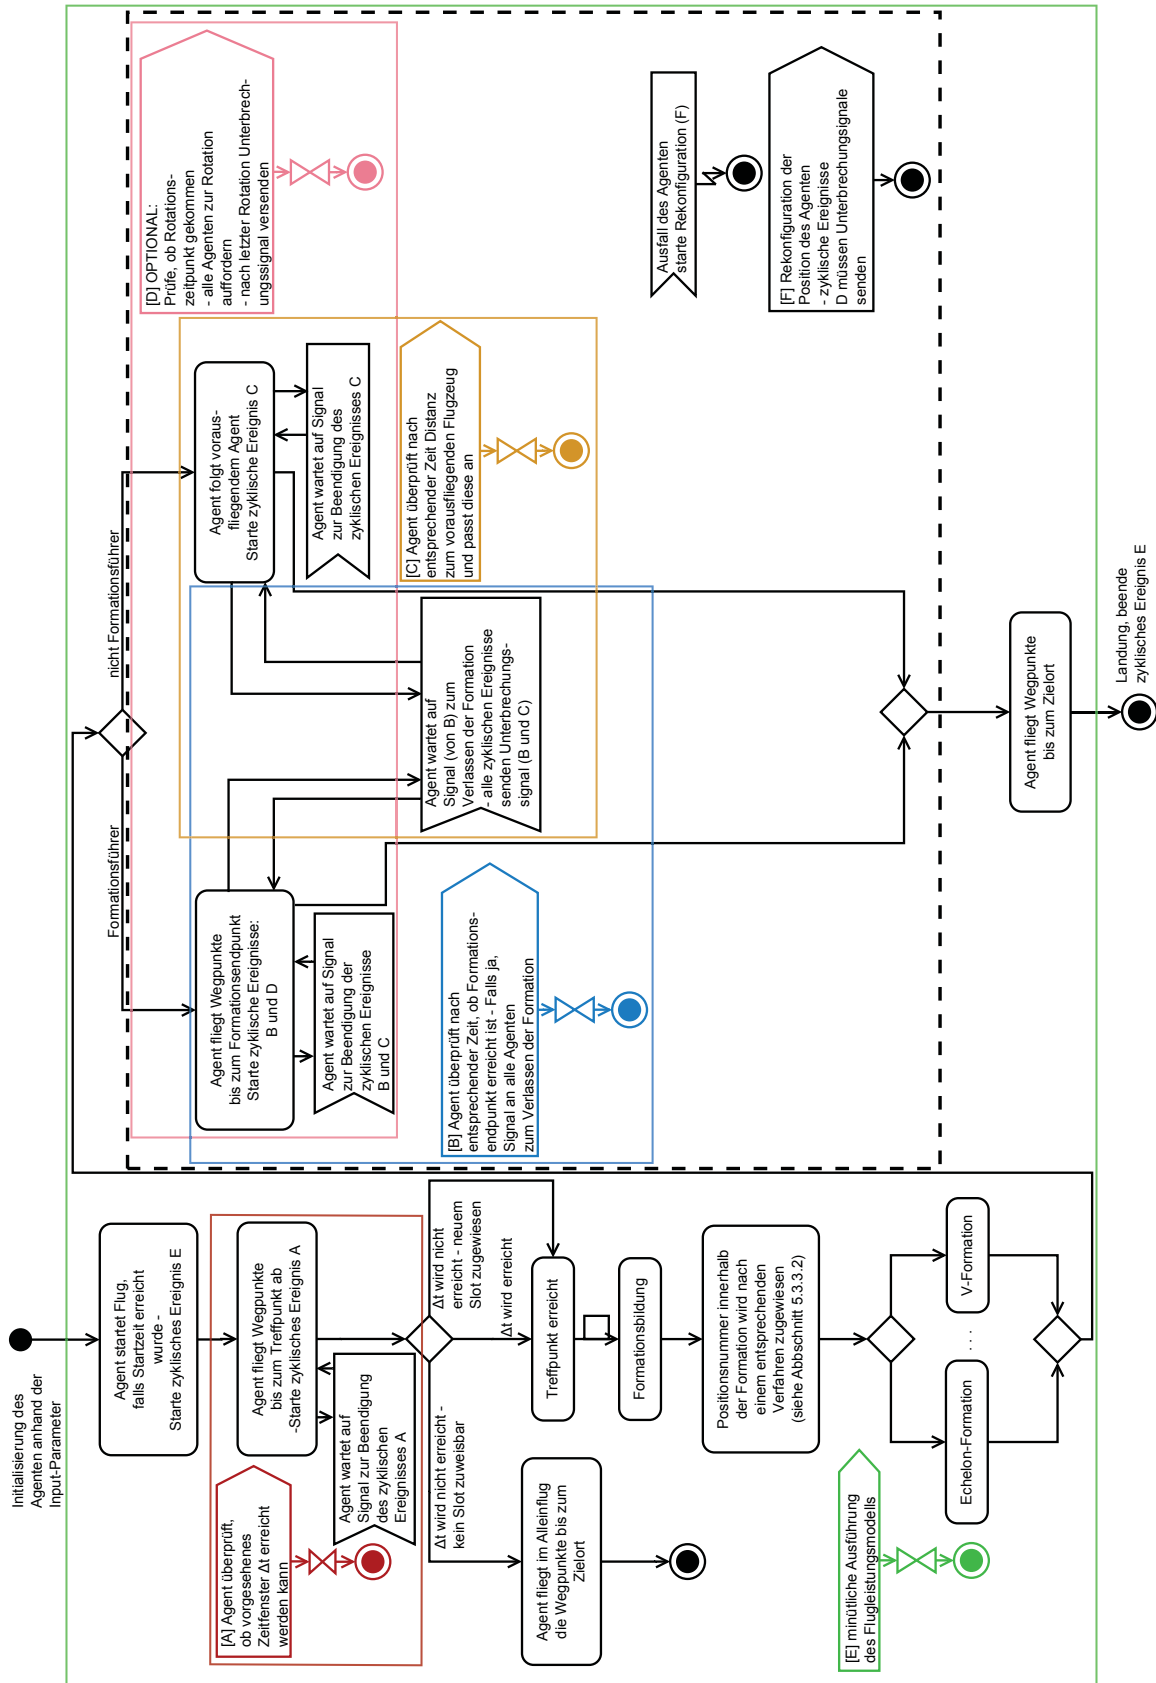 Initialisierung des
Agenten anhand der
Input-Parameter
Agent startet Flug,
falls Startzeit erreicht
wurde -
Starte zyklisches Ereignis E
[A] Agent überprüft,
ob vorgesehenes
Zeitfenster Δt erreicht
werden kann
Agent fliegt Wegpunkte
bis zum Treffpunkt ab
-Starte zyklisches Ereignis A
Agent wartet auf
Signal zur Beendigung
des zyklischen
Ereignisses A
Δt wird nicht erreicht -
kein Slot zuweisbar
Δt wird nicht
erreicht - neuem
Slot zugewiesen
Δt wird erreicht
Agent fliegt im Alleinflug
die Wegpunkte bis zum
Zielort
Treffpunkt erreicht
Formationsbildung
Positionsnummer innerhalb
der Formation wird nach
einem entsprechenden
Verfahren zugewiesen
(siehe Abbschnitt 5.3.3.2)
[E] minütliche Ausführung
des Flugleistungsmodells
Echelon-Formation
. . .
V-Formation
Formationsführer
nicht Formationsführer
Agent fliegt Wegpunkte
bis zum Formationsendpunkt
Starte zyklische Ereignisse:
B und D
Agent wartet auf Signal
zur Beendigung der
zyklischen Ereignisse
B und C
[B] Agent überprüft nach
entsprechender Zeit, ob Formations-
endpunkt erreicht ist - Falls ja,
Signal an alle Agenten
zum Verlassen der Formation
Agent wartet auf
Signal (von B) zum
Verlassen der Formation
- alle zyklischen Ereignisse
senden Unterbrechungs-
signal (B und C)
Agent folgt voraus-
fliegendem Agent
Starte zyklische Ereignis C
Agent wartet auf Signal
zur Beendigung des
zyklischen Ereignisses C
[C] Agent überprüft nach
entsprechender Zeit Distanz
zum vorausfliegenden Flugzeug
und passt diese an
[D] OPTIONAL:
Prüfe, ob Rotations-
zeitpunkt gekommen
- alle Agenten zur Rotation
auffordern
- nach letzter Rotation Unterbrech-
ungssignal versenden
Ausfall des Agenten
starte Rekonfiguration (F)
[F] Rekonfiguration der
Position des Agenten
- zyklische Ereignisse
D müssen Unterbrechungsignale
senden
Agent fliegt Wegpunkte
bis zum Zielort
Landung, beende
zyklisches Ereignis E